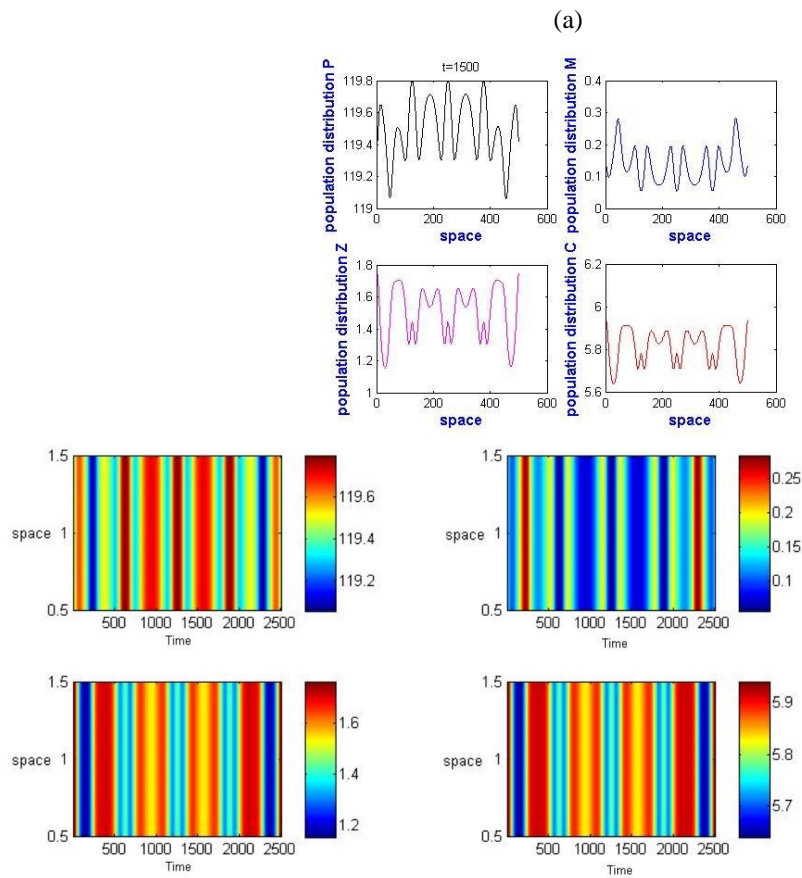 (a)
t=1500
population distribution P
119.8
119.6
119.4
119.2
119
0
200
400
600
space
population distribution M
0.4
0.3
0.2
0.1
0
0
200
400
600
space
population distribution Z
1.8
1.6
1.4
1.2
1
0
200
400
600
space
population distribution C
6.2
6
5.8
5.6
0
200
400
600
space
1.5
space 1
0.5
500 1000 1500 2000 2500
Time
119.6
119.4
119.2
1.5
space 1
0.5
500 1000 1500 2000 2500
Time
0.25
0.2
0.15
0.1
1.5
space 1
0.5
500 1000 1500 2000 2500
Time
1.6
1.4
1.2
1.5
space 1
0.5
500 1000 1500 2000 2500
Time
5.9
5.8
5.7